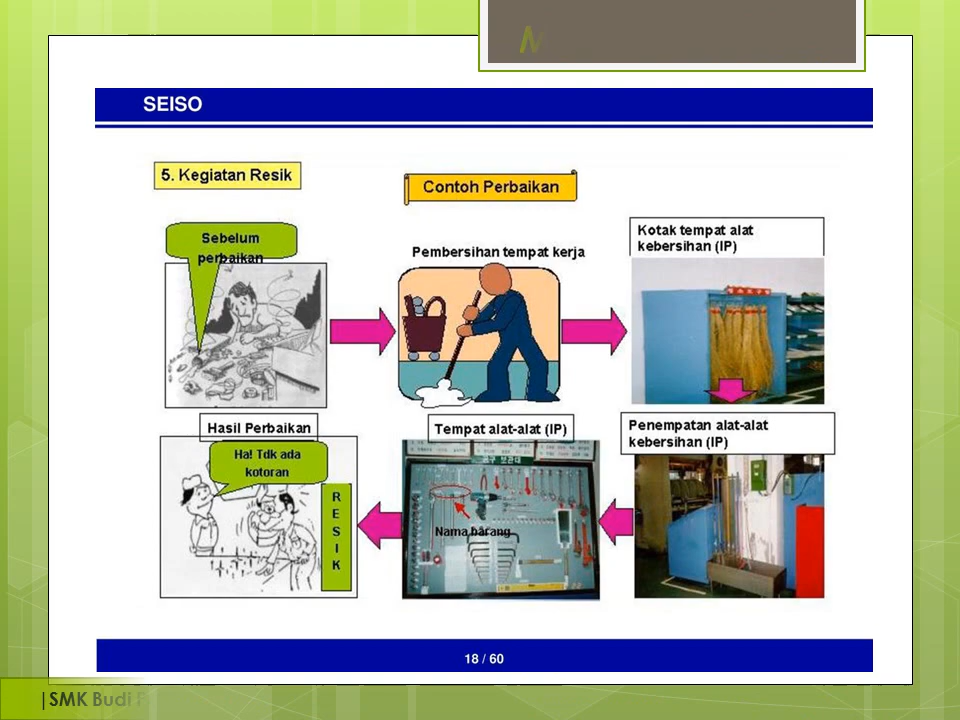 SEISO
5. Kegiatan Resik
Contoh Perbaikan
Sebelum
perbaikan
Pembersihan tempat kerja
Kotak tempat alat
kebersihan (IP)
Hasil Perbaikan
Ha! Tdk ada
kotoran
R
E
S
I
K
Tempat alat-alat (IP)
Nama barang
Penempatan alat-alat
kebersihan (IP)
18 / 60
|SMK Budi